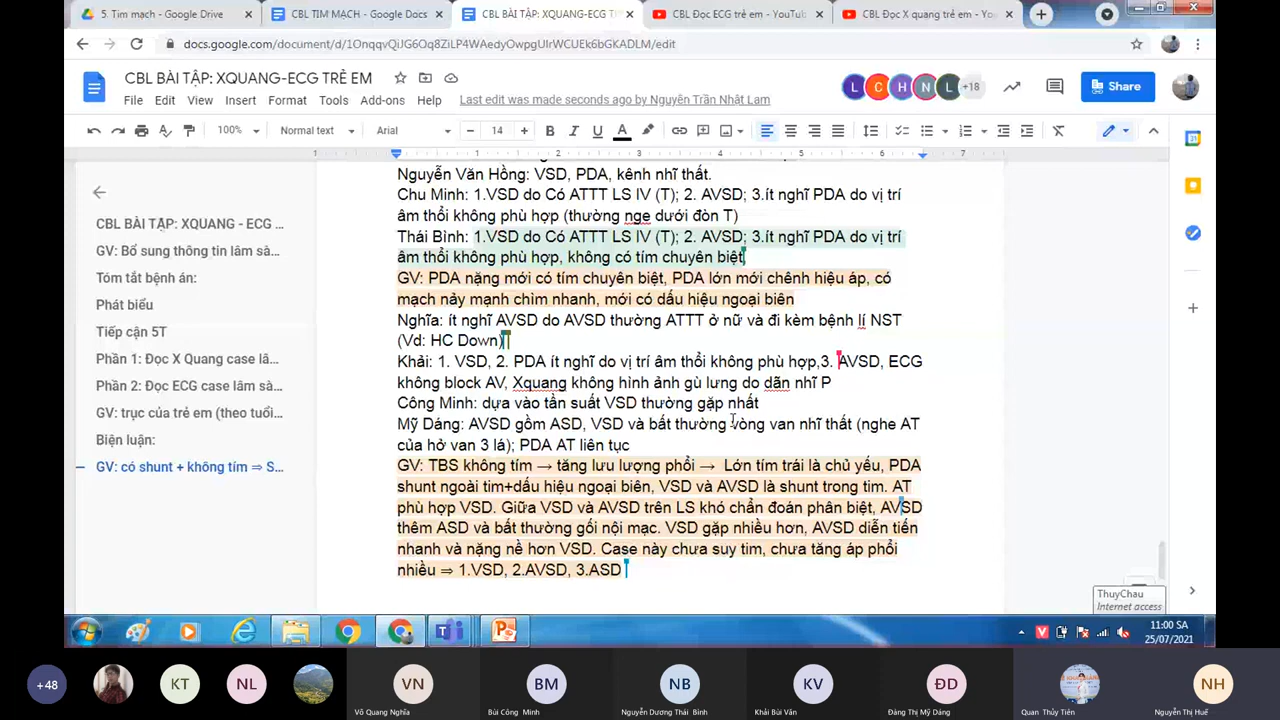 5. Tim mạch - Google Drive
CBL TIM MẠCH - Google Docs
CBL BÀI TẬP: XQUANG-ECG T
CBL Đọc ECG trẻ em - YouTube
CBL Đọc X quang trẻ em - You
docs.google.com/document/d/1OnqqvQiJG6Oq8ZiLP4WAedyOwpgUIrWCUEk6bGKADLM/edit
CBL BÀI TẬP: XQUANG-ECG TRẺ EM
L C H N L +18
Share
File Edit View Insert Format Tools Add-ons Help Last edit was made seconds ago by Nguyên Trần Nhật Lam
100% Normal text Arial 14 B I U A
1 1 2 3 4 5 6 7
Nguyễn Văn Hồng: VSD, PDA, kênh nhĩ thất.
Chu Minh: 1.VSD do Có ATTT LS IV (T); 2. AVSD; 3.ít nghĩ PDA do vị trí
âm thổi không phù hợp (thường nge dưới đòn T)
Thái Bình: 1.VSD do Có ATTT LS IV (T); 2. AVSD; 3.ít nghĩ PDA do vị trí
âm thổi không phù hợp, không có tím chuyên biệt,
GV: PDA nặng mới có tím chuyên biệt, PDA lớn mới chênh hiệu áp, có
mạch nảy mạnh chìm nhanh, mới có dấu hiệu ngoại biên
Nghĩa: ít nghĩ AVSD do AVSD thường ATTT ở nữ và đi kèm bệnh lí NST
(Vd: HC Down)
Khải: 1. VSD, 2. PDA ít nghĩ do vị trí âm thổi không phù hợp,3. AVSD, ECG
không block AV, Xquang không hình ảnh gù lưng do dãn nhĩ P
Công Minh: dựa vào tần suất VSD thường gặp nhất
Mỹ Dáng: AVSD gồm ASD, VSD và bất thường vòng van nhĩ thất (nghe AT
của hở van 3 lá); PDA AT liên tục
GV: TBS không tím → tăng lưu lượng phổi → Lớn tim trái là chủ yếu, PDA
shunt ngoài tim+dấu hiệu ngoại biên, VSD và AVSD là shunt trong tim. AT
phù hợp VSD. Giữa VSD và AVSD trên LS khó chẩn đoán phân biệt, AVSD
thêm ASD và bất thường gối nội mạc. VSD gặp nhiều hơn, AVSD diễn tiến
nhanh và nặng nề hơn VSD. Case này chưa suy tim, chưa tăng áp phổi
nhiều ⇒ 1.VSD, 2.AVSD, 3.ASD
CBL BÀI TẬP: XQUANG - ECG ...
GV: Bổ sung thông tin lâm sà...
Tóm tắt bệnh án:
Phát biểu
Tiếp cận 5T
Phần 1: Đọc X Quang case lâ...
Phần 2: Đọc ECG case lâm sà...
GV: trục của trẻ em (theo tuổi...
Biện luận:
GV: có shunt + không tím ⇒ S...
ThuyChau
Internet access
11:00 SA
25/07/2021
+48 KT NL VN BM NB KV ĐD NH
Võ Quang Nghĩa
Bùi Công Minh
Nguyễn Dương Thái Bình
Khải Bùi Văn
Đàng Thị Mỹ Dáng
Quan Thủy Tiên
Nguyễn Thị Huế